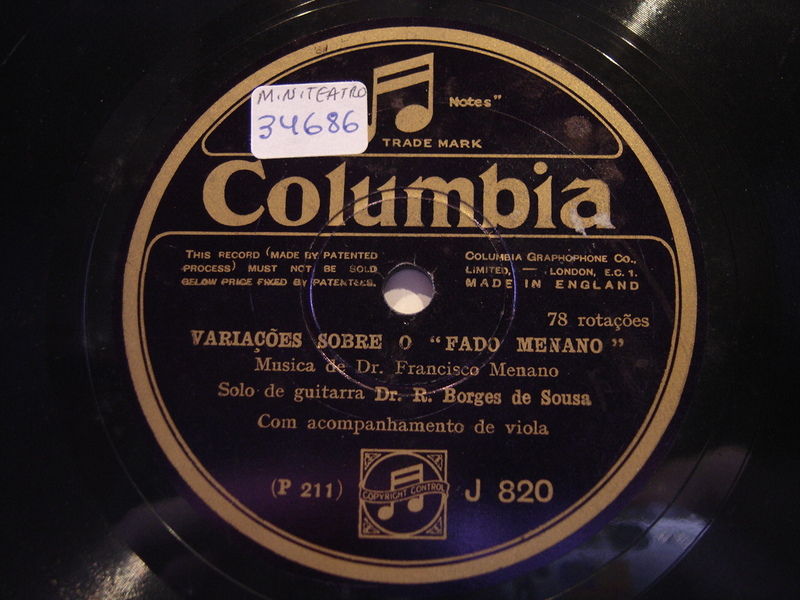 M.N.ITEATRO
34686
Notes"
TRADE MARK
Columbia
THIS RECORD (MADE BY PATENTED
PROCESS) MUST NOT BE SOLD
BELOW PRICE FIXED BY PATENTEES.
COLUMBIA GRAPHOPHONE CO.,
LIMITED, — LONDON, E.C. 1.
MADE IN ENGLAND
78 rotações
VARIAÇÕES SOBRE O "FADO MENANO"
Musica de Dr. Francisco Menano
Solo de guitarra Dr. R. Borges de Sousa
Com acompanhamento de viola
(P 211)
COPYRIGHT CONTROL
J 820